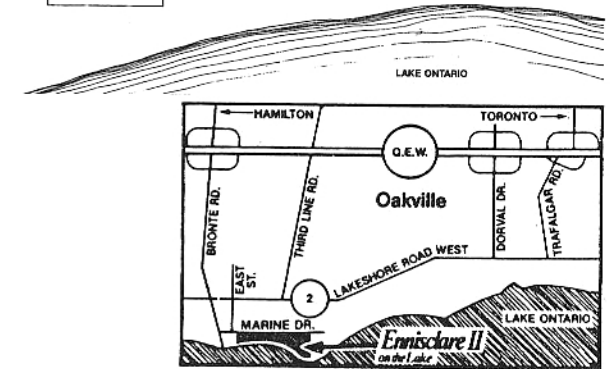 LAKE ONTARIO
HAMILTON
TORONTO
Q.E.W.
Oakville
BRONTE RD.
THIRD LINE RD.
DORVAL DR.
TRAFALGAR RD.
EAST
ST.
LAKESHORE ROAD WEST
2
MARINE DR.
LAKE ONTARIO
Ennisclare II
on the Lake